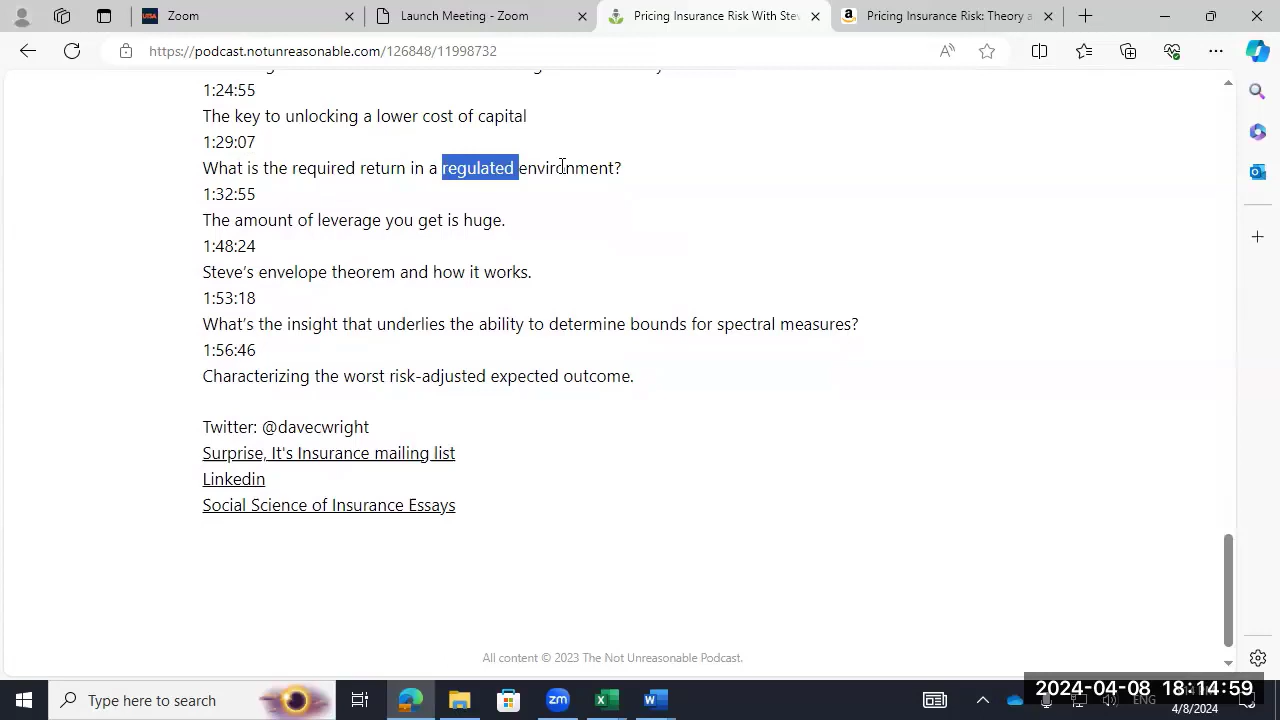 UTSA
Zoom
Launch Meeting - Zoom
Pricing Insurance Risk With Stev
Pricing Insurance Risk: Theory a
https://podcast.notunreasonable.com/126848/11998732
1:24:55
The key to unlocking a lower cost of capital
1:29:07
What is the required return in a regulated environment?
1:32:55
The amount of leverage you get is huge.
1:48:24
Steve's envelope theorem and how it works.
1:53:18
What's the insight that underlies the ability to determine bounds for spectral measures?
1:56:46
Characterizing the worst risk-adjusted expected outcome.
Twitter: @davecwright
Surprise, It's Insurance mailing list
Linkedin
Social Science of Insurance Essays
All content © 2023 The Not Unreasonable Podcast.
Type here to search
zm
2024-04-08 18:14:59
ENG
4/8/2024